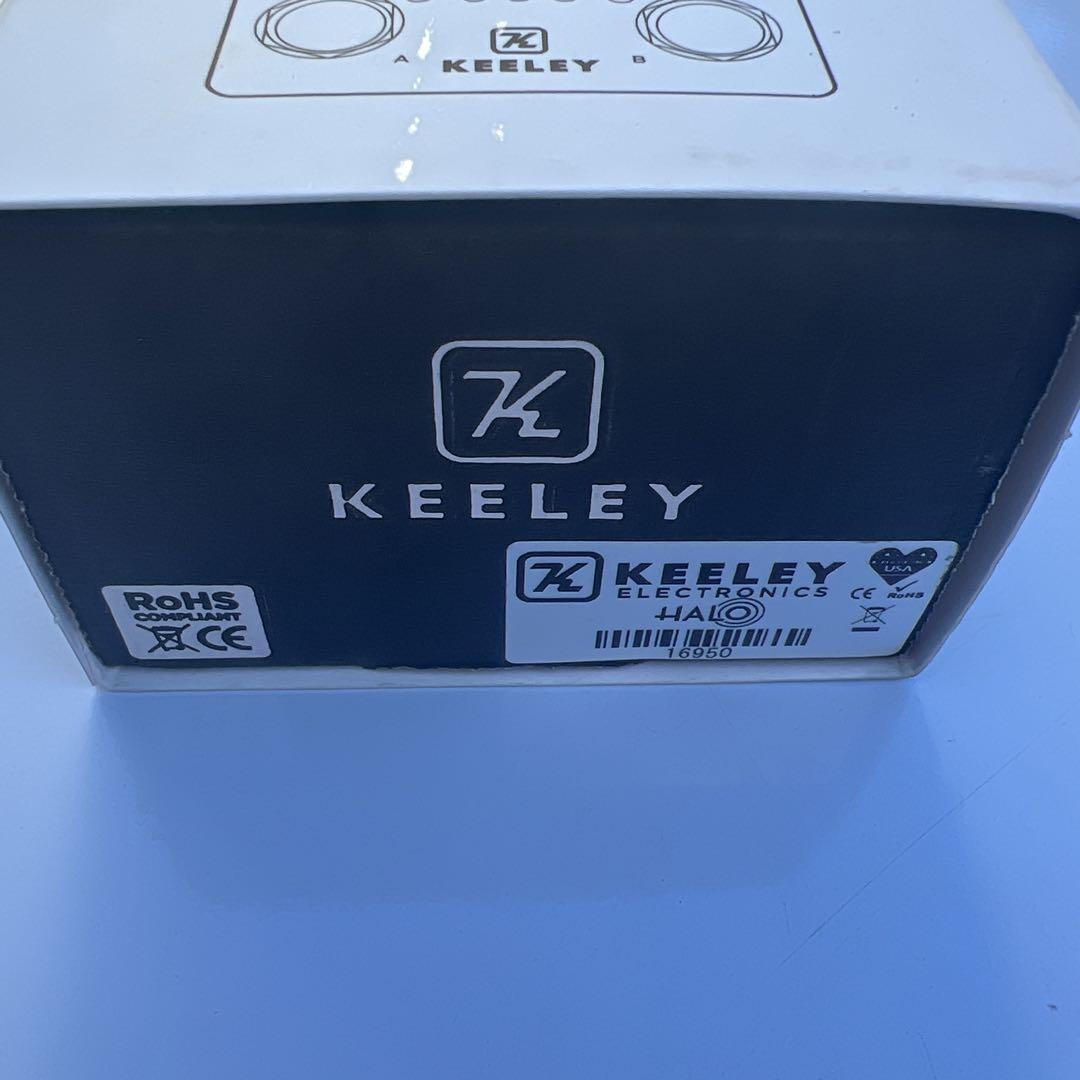 A KEELEY B
KEELEY
RoHS
COMPLIANT
CE
KEELEY
ELECTRONICS
HALO
16950
USA
CE RoHS